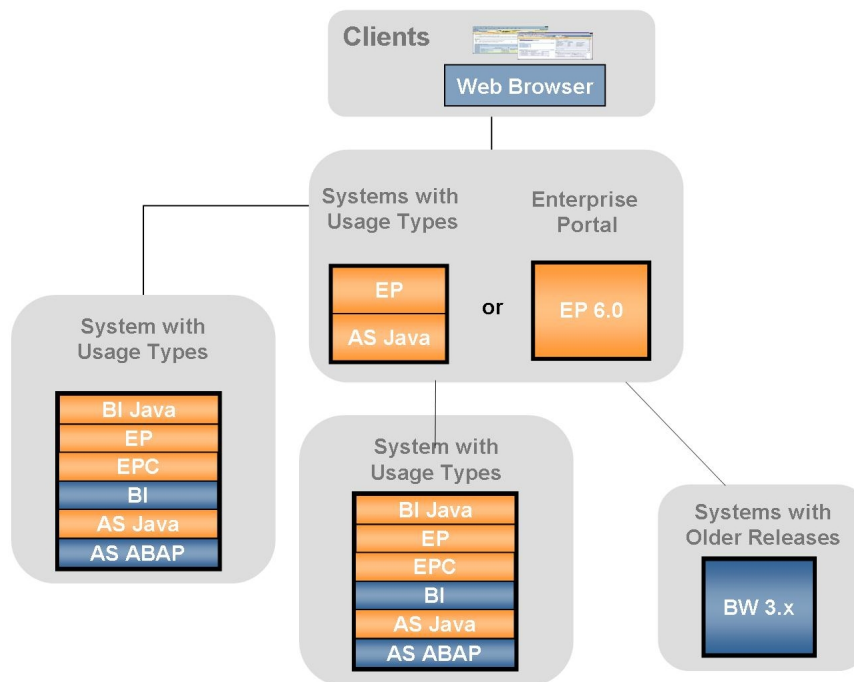 Clients
Web Browser
Systems with
Usage Types
EP
AS Java
or
Enterprise
Portal
EP 6.0
System with
Usage Types
BI Java
EP
EPC
BI
AS Java
AS ABAP
System with
Usage Types
BI Java
EP
EPC
BI
AS Java
AS ABAP
Systems with
Older Releases
BW 3.x